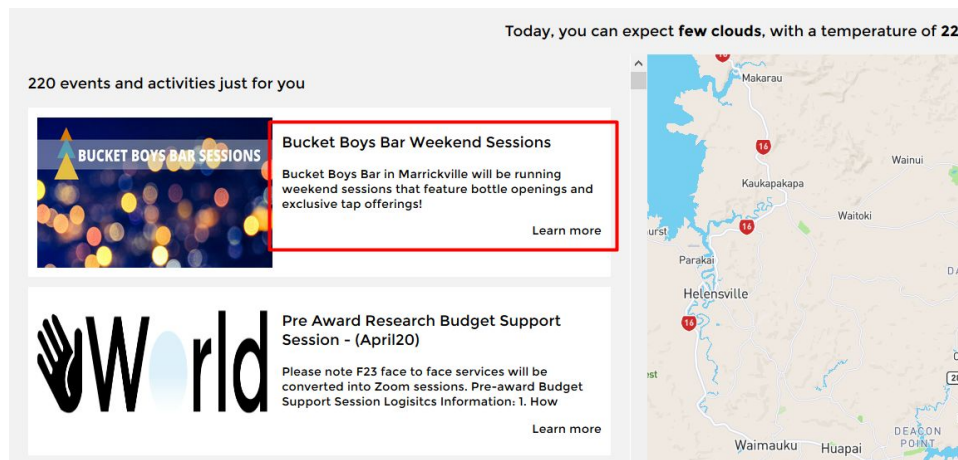 Today, you can expect few clouds, with a temperature of 22
220 events and activities just for you
BUCKET BOYS BAR SESSIONS
Bucket Boys Bar Weekend Sessions
Bucket Boys Bar in Marrickville will be running
weekend sessions that feature bottle openings and
exclusive tap offerings!
Learn more
W rld
Pre Award Research Budget Support
Session - (April20)
Please note F23 face to face services will be
converted into Zoom sessions. Pre-award Budget
Support Session Logisitcs Information: 1. How
Learn more
Makarau
16
Wainui
Kaukapakapa
Waitoki
16
urst
Parakai
Helensville
16
est
DEACON
POINT
Waimauku
Huapai